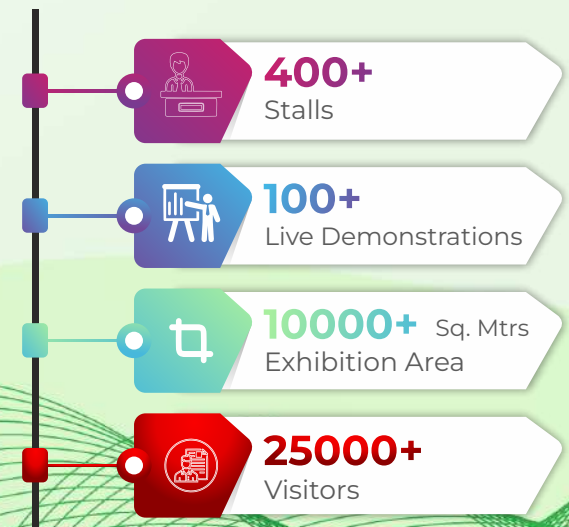 400+
Stalls
100+
Live Demonstrations
10000+ Sq. Mtrs
Exhibition Area
25000+
Visitors